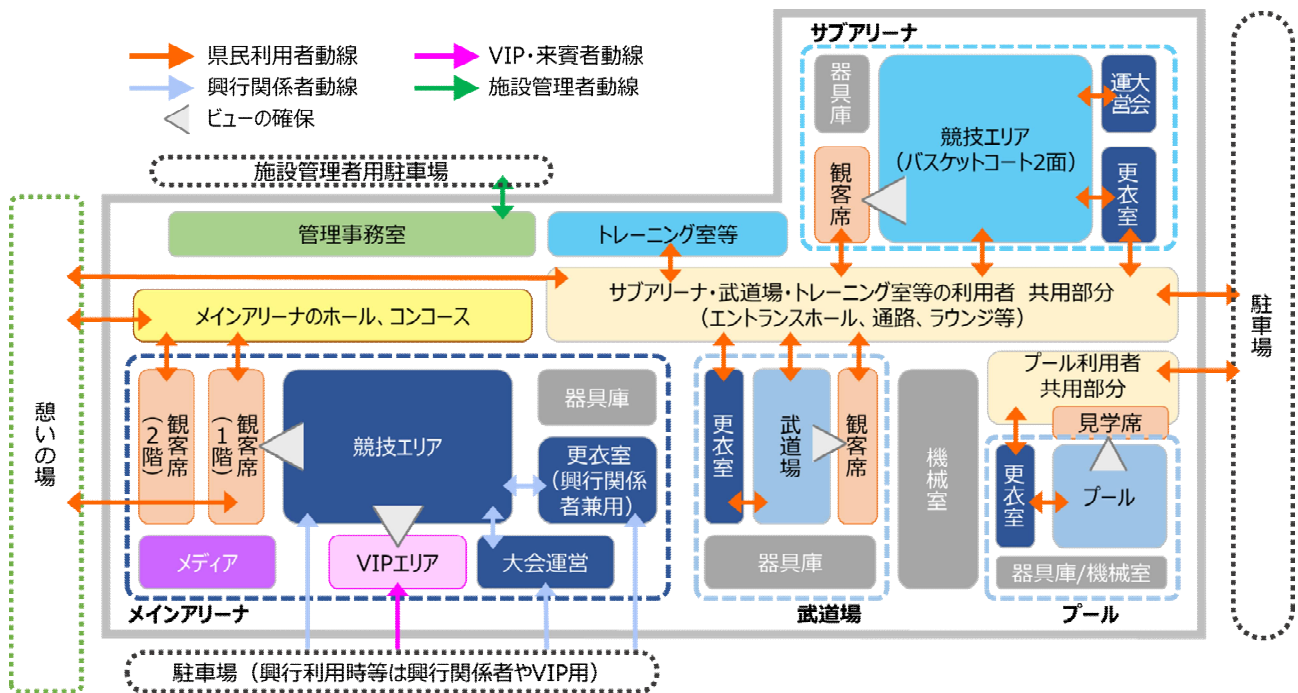 県民利用者動線
VIP・来賓者動線
興行関係者動線
施設管理者動線
ビューの確保
サブアリーナ
器具庫
競技エリア
(バスケットコート2面)
大会
運営
観客席
更衣室
施設管理者用駐車場
管理事務室
トレーニング室等
サブアリーナ・武道場・トレーニング室等の利用者 共用部分
(エントランスホール、通路、ラウンジ等)
メインアリーナのホール、コンコース
駐車場
憩いの場
観客席
(2階)
観客席
(1階)
競技エリア
器具庫
更衣室
(興行関係
者兼用)
メディア
VIPエリア
大会運営
メインアリーナ
更衣室
武道場
観客席
器具庫
武道場
機械室
プール利用者
共用部分
見学席
更衣室
プール
器具庫/機械室
プール
駐車場（興行利用時等は興行関係者やVIP用）